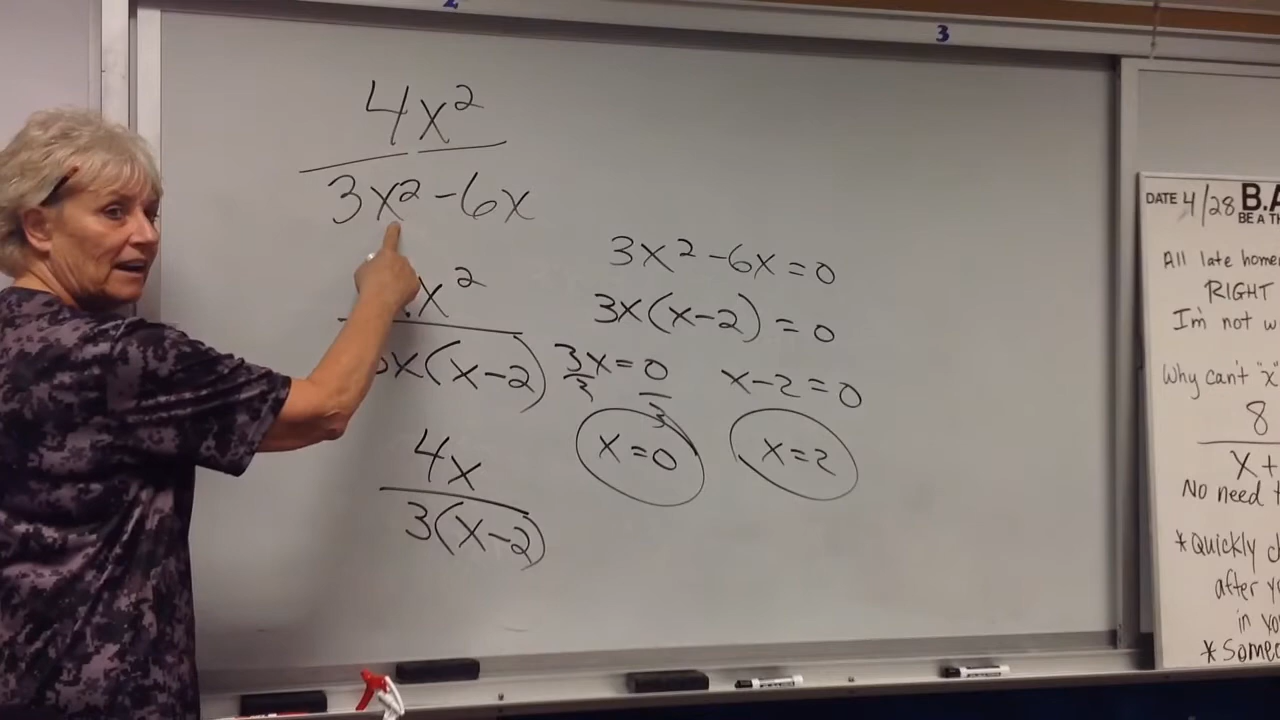 2
3
4x²
3x²-6x
x²
x(x-2)
4x
3(x-2)
3x²-6x=0
3x(x-2)=0
3x=0 x-2=0
3 3
x=0 x=2
DATE 4/28 B.A
BE A TH
All late home
RIGHT
I'm not w
Why can't "x"
8
x+
No need t
*Quickly c
after y
in yo
*Someo